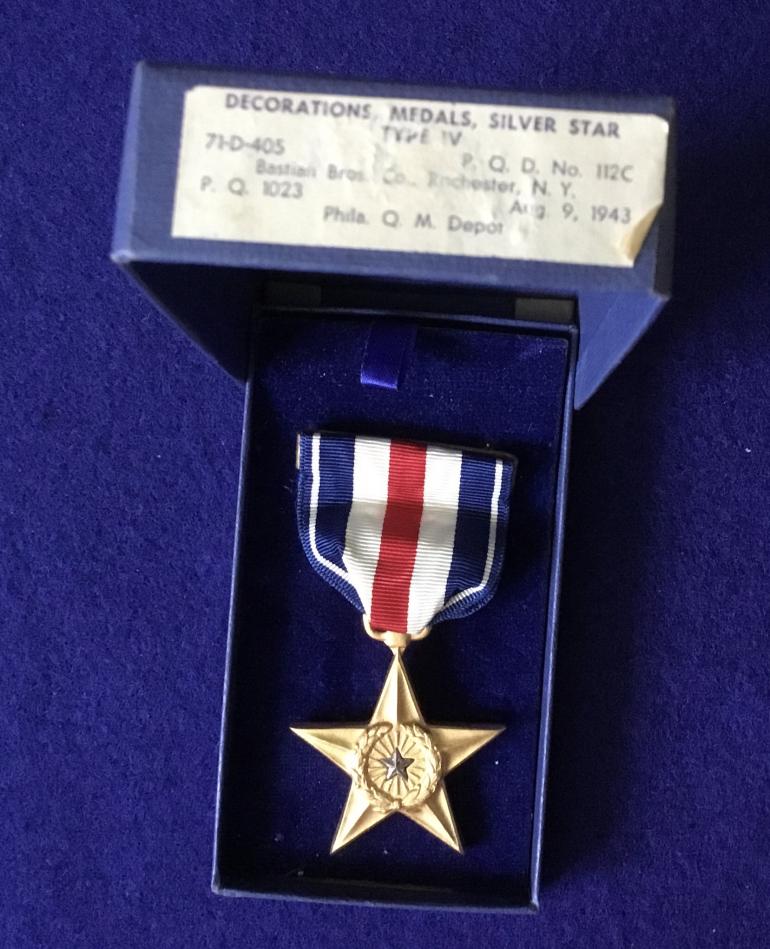 DECORATIONS, MEDALS, SILVER STAR
TYPE IV
71-D-405 P. Q. D. No. 112C
Bastian Bros. Co., Rochester, N. Y.
P. Q. 1023 Aug. 9, 1943
Phila. Q. M. Depot